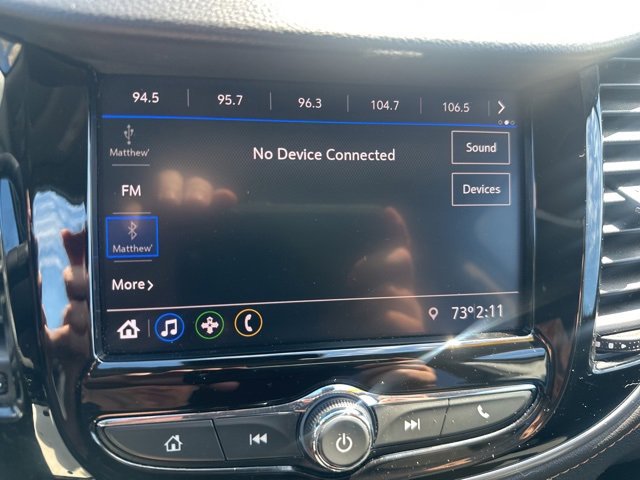 94.5 95.7 96.3 104.7 106.5
Matthew'
No Device Connected
Sound
FM
Devices
Matthew'
More
73° 2:11